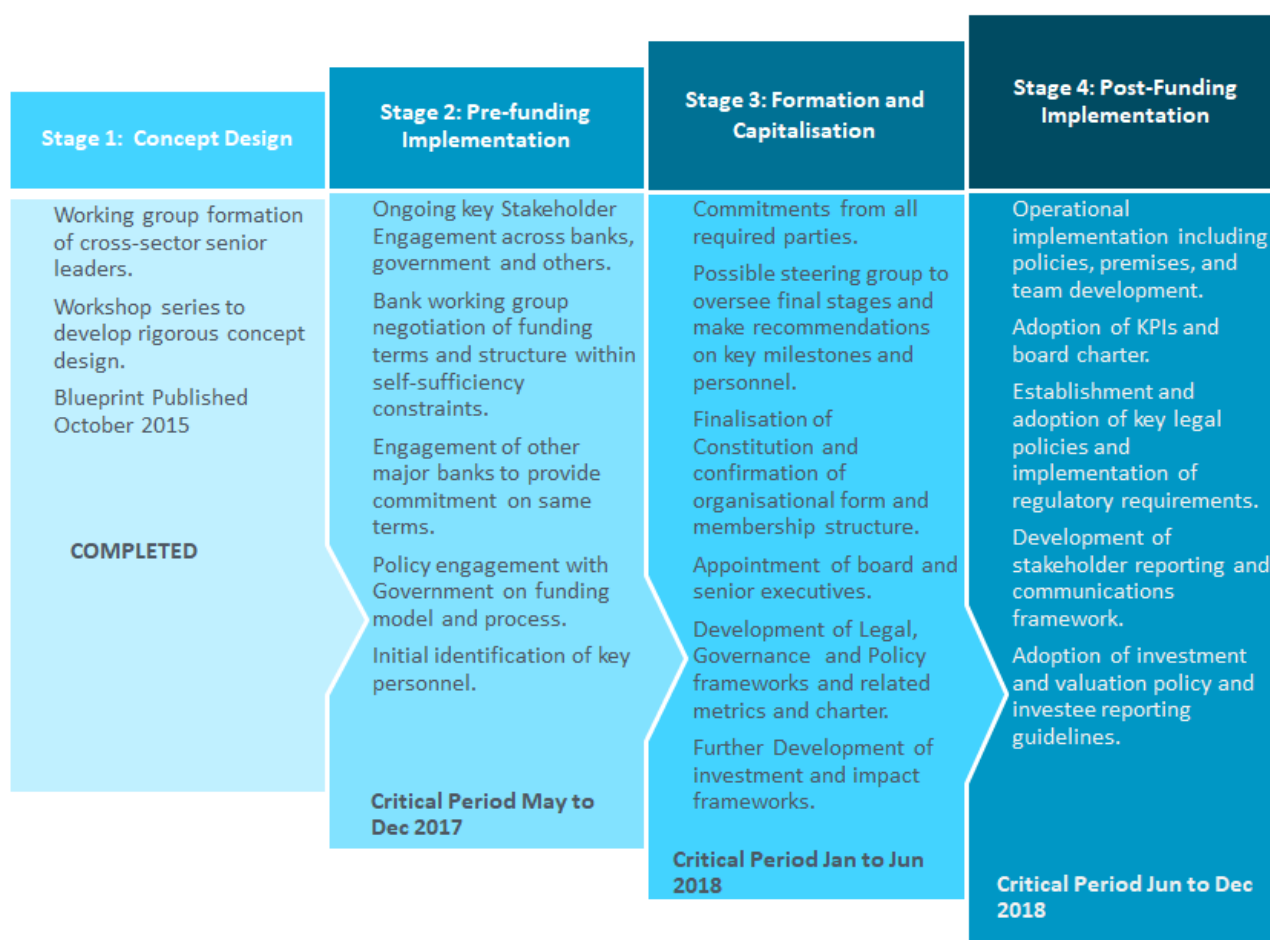 Stage 1: Concept Design
Working group formation
of cross-sector senior
leaders.
Workshop series to
develop rigorous concept
design.
Blueprint Published
October 2015
COMPLETED
Stage 2: Pre-funding
Implementation
Ongoing key Stakeholder
Engagement across banks,
government and others.
Bank working group
negotiation of funding
terms and structure within
self-sufficiency
constraints.
Engagement of other
major banks to provide
commitment on same
terms.
Policy engagement with
Government on funding
model and process.
Initial identification of key
personnel.
Critical Period May to
Dec 2017
Stage 3: Formation and
Capitalisation
Commitments from all
required parties.
Possible steering group to
oversee final stages and
make recommendations
on key milestones and
personnel.
Finalisation of
Constitution and
confirmation of
organisational form and
membership structure.
Appointment of board and
senior executives.
Development of Legal,
Governance and Policy
frameworks and related
metrics and charter.
Further Development of
investment and impact
frameworks.
Critical Period Jan to Jun
2018
Stage 4: Post-Funding
Implementation
Operational
implementation including
policies, premises, and
team development.
Adoption of KPIs and
board charter.
Establishment and
adoption of key legal
policies and
implementation of
regulatory requirements.
Development of
stakeholder reporting and
communications
framework.
Adoption of investment
and valuation policy and
investee reporting
guidelines.
Critical Period Jun to Dec
2018